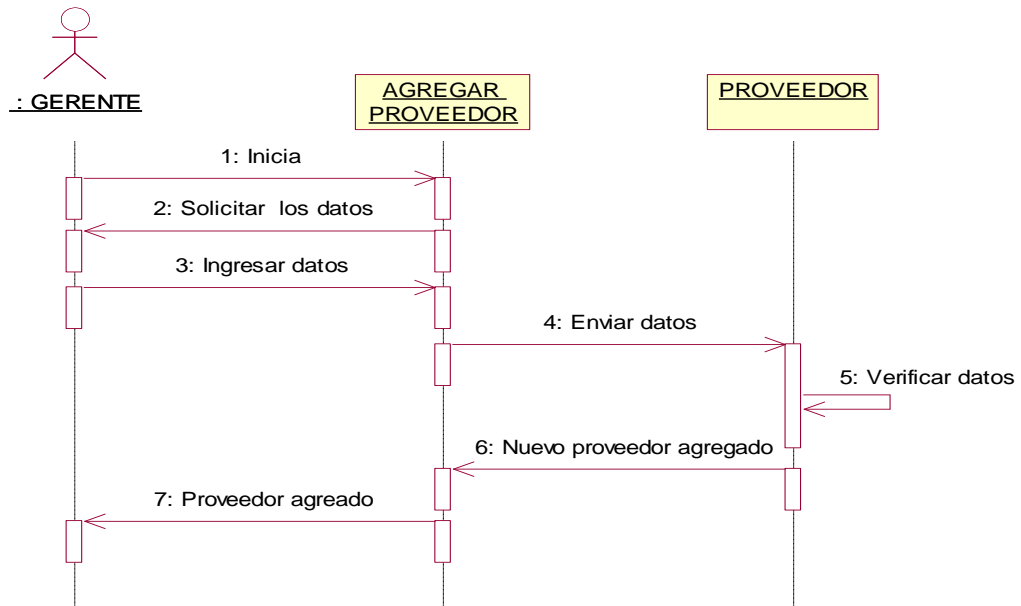 : GERENTE
AGREGAR
PROVEEDOR
PROVEEDOR
1: Inicia
2: Solicitar los datos
3: Ingresar datos
4: Enviar datos
5: Verificar datos
6: Nuevo proveedor agregado
7: Proveedor agreado